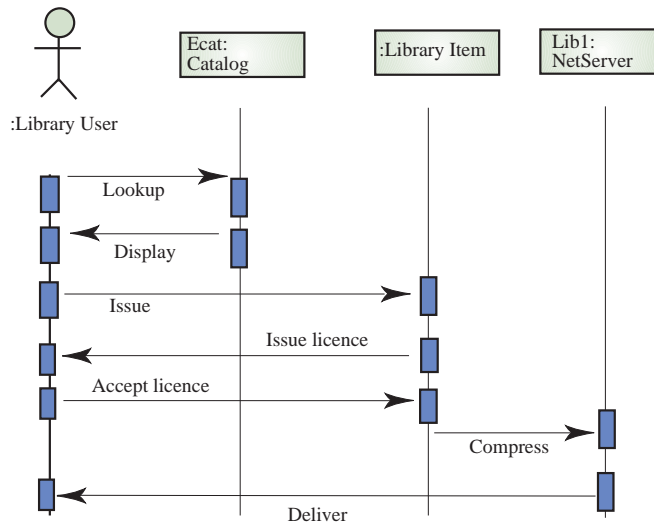 Ecat:
Catalog
:Library Item
Lib1:
NetServer
:Library User
Lookup
Display
Issue
Issue licence
Accept licence
Compress
Deliver